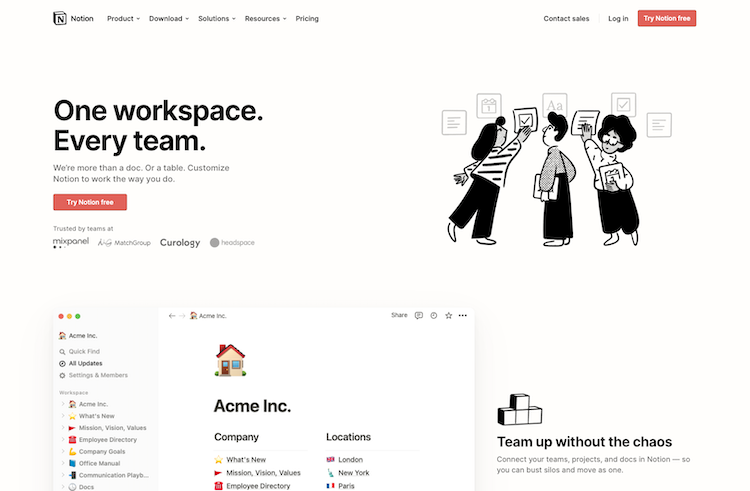 Notion
Product
Download
Solutions
Resources
Pricing
Contact sales
Log in
Try Notion free
One workspace.
Every team.
We're more than a doc. Or a table. Customize
Notion to work the way you do.
Try Notion free
Trusted by teams at
mixpanel
MatchGroup
Curology
headspace
Aa
Acme Inc.
Quick Find
All Updates
Settings & Members
Workspace
Acme Inc.
What's New
Mission, Vision, Values
Employee Directory
Company Goals
Office Manual
Communication Playb...
Docs
Acme Inc.
Share
Acme Inc.
Company
What's New
Mission, Vision, Values
Employee Directory
Locations
London
New York
Paris
Team up without the chaos
Connect your teams, projects, and docs in Notion — so
you can bust silos and move as one.